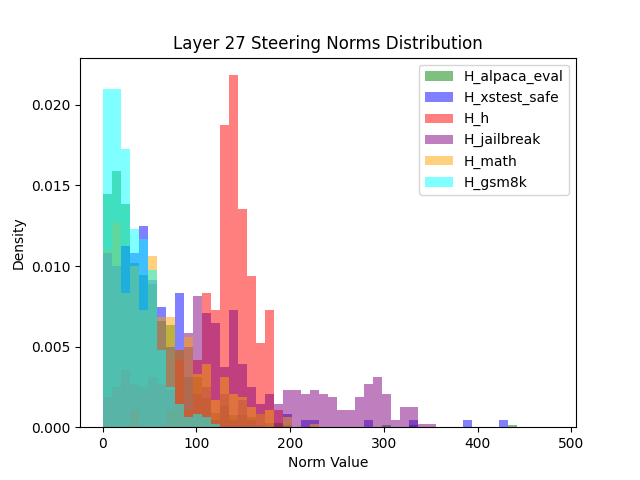 Layer 27 Steering Norms Distribution
H_alpaca_eval
H_xstest_safe
H_h
H_jailbreak
H_math
H_gsm8k
Density
0.020
0.015
0.010
0.005
0.000
0
100
200
300
400
500
Norm Value